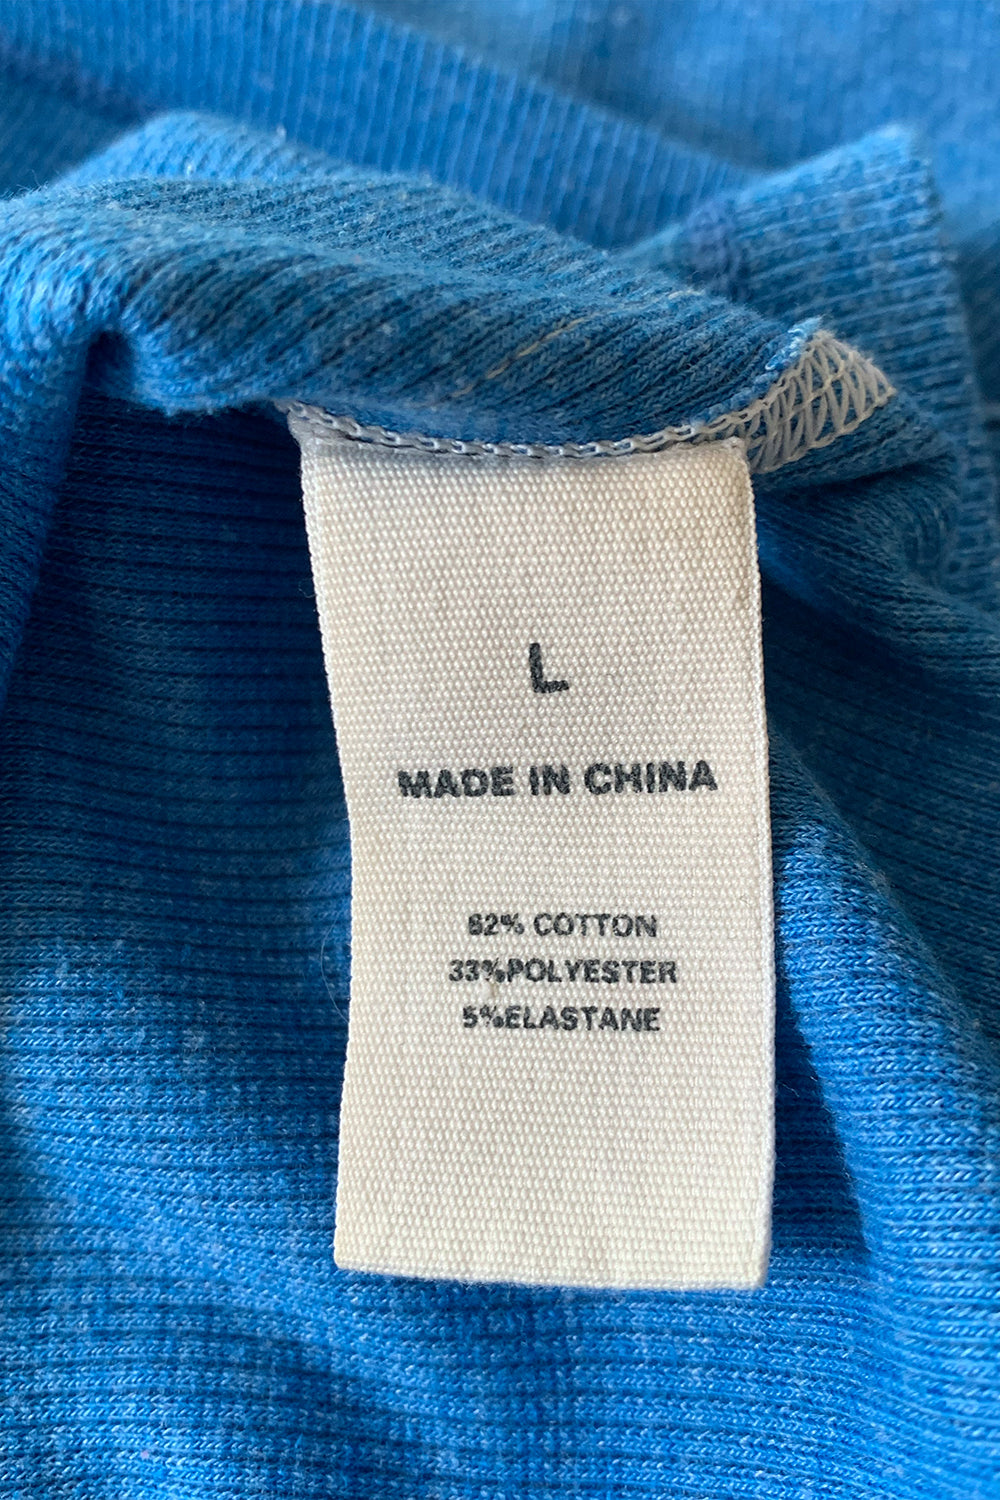 L
MADE IN CHINA
62% COTTON
33%POLYESTER
5%ELASTANE